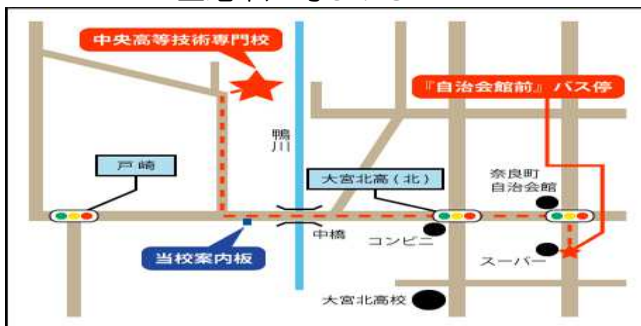 中央高等技術専門校
『自治会館前』バス停
鴨川
戸崎
大宮北高(北)
奈良町
自治会館
中橋
コンビニ
当校案内板
スーパー
大宮北高校